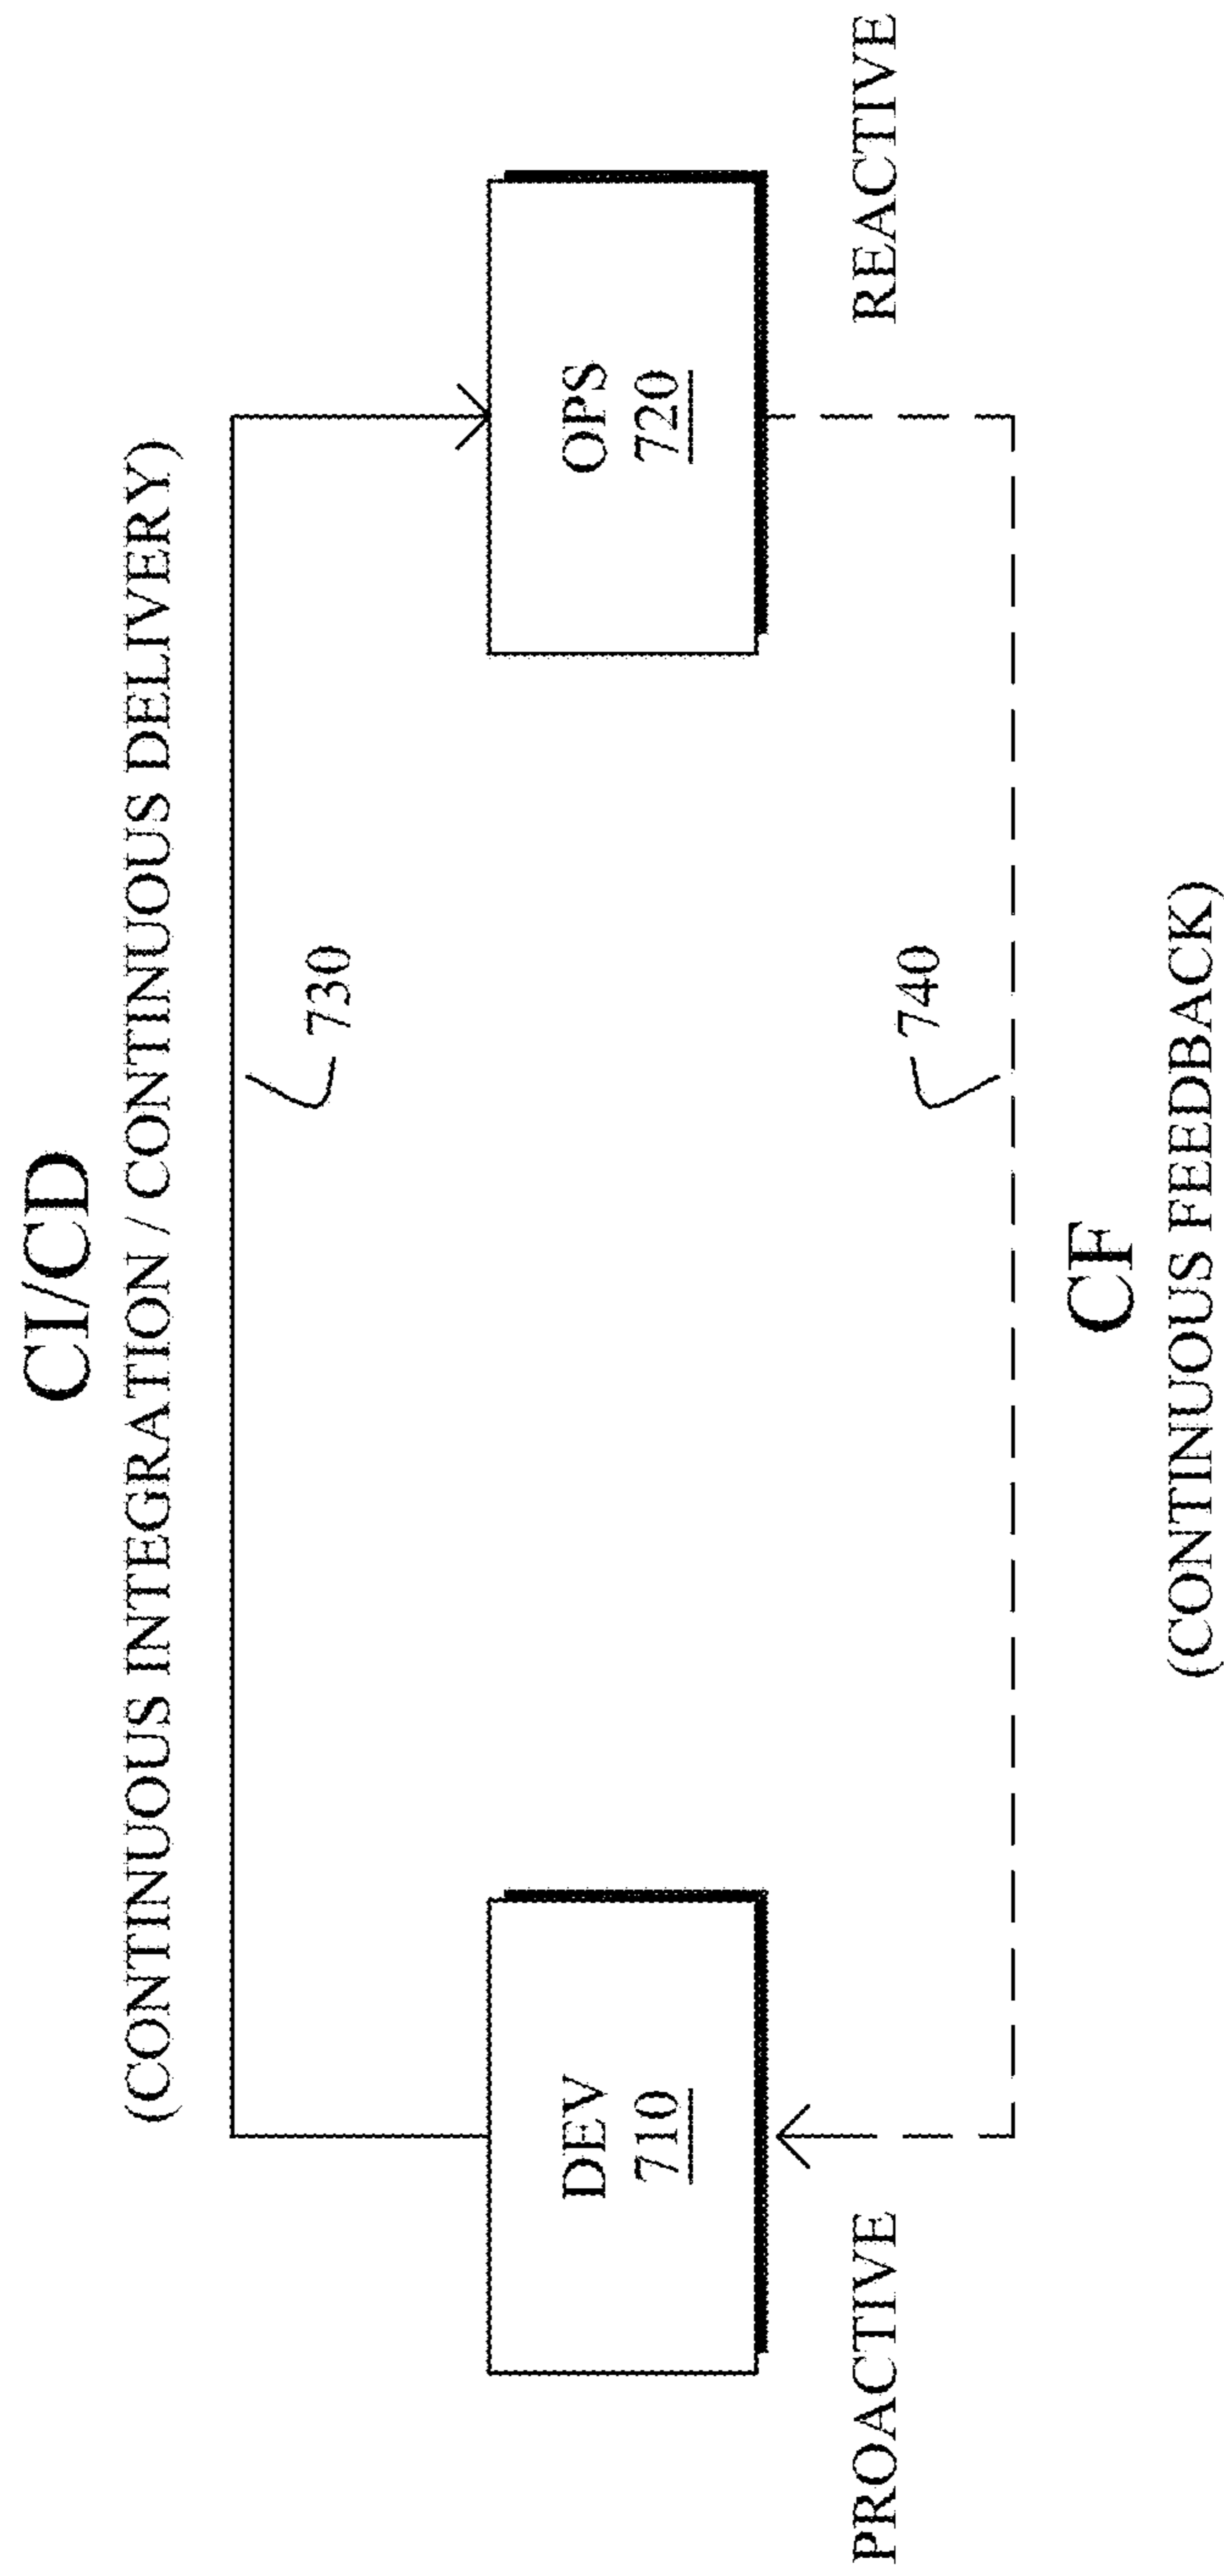 CI/CD
(CONTINUOUS INTEGRATION / CONTINUOUS DELIVERY)
730
DEV
710
OPS
720
740
PROACTIVE
REACTIVE
CF
(CONTINUOUS FEEDBACK)